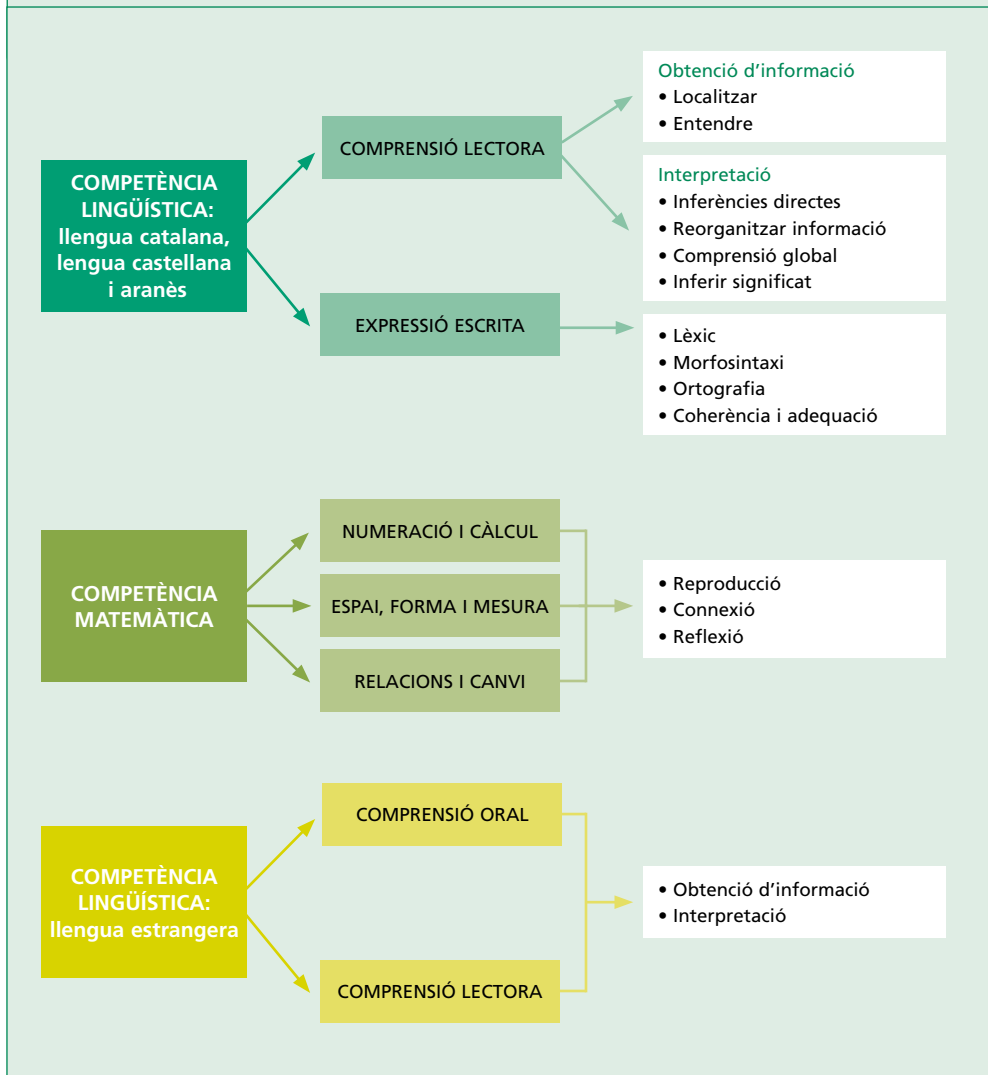 COMPETÈNCIA
LINGÜÍSTICA:
llengua catalana,
lengua castellana
i aranès
COMPRENSIÓ LECTORA
Obtenció d’informació
• Localitzar
• Entendre
Interpretació
• Inferències directes
• Reorganitzar informació
• Comprensió global
• Inferir significat
EXPRESSIÓ ESCRITA
• Lèxic
• Morfosintaxi
• Ortografia
• Coherència i adequació
COMPETÈNCIA
MATEMÀTICA
NUMERACIÓ I CÀLCUL
ESPAI, FORMA I MESURA
RELACIONS I CANVI
• Reproducció
• Connexió
• Reflexió
COMPETÈNCIA
LINGÜÍSTICA:
llengua estrangera
COMPRENSIÓ ORAL
COMPRENSIÓ LECTORA
• Obtenció d’informació
• Interpretació